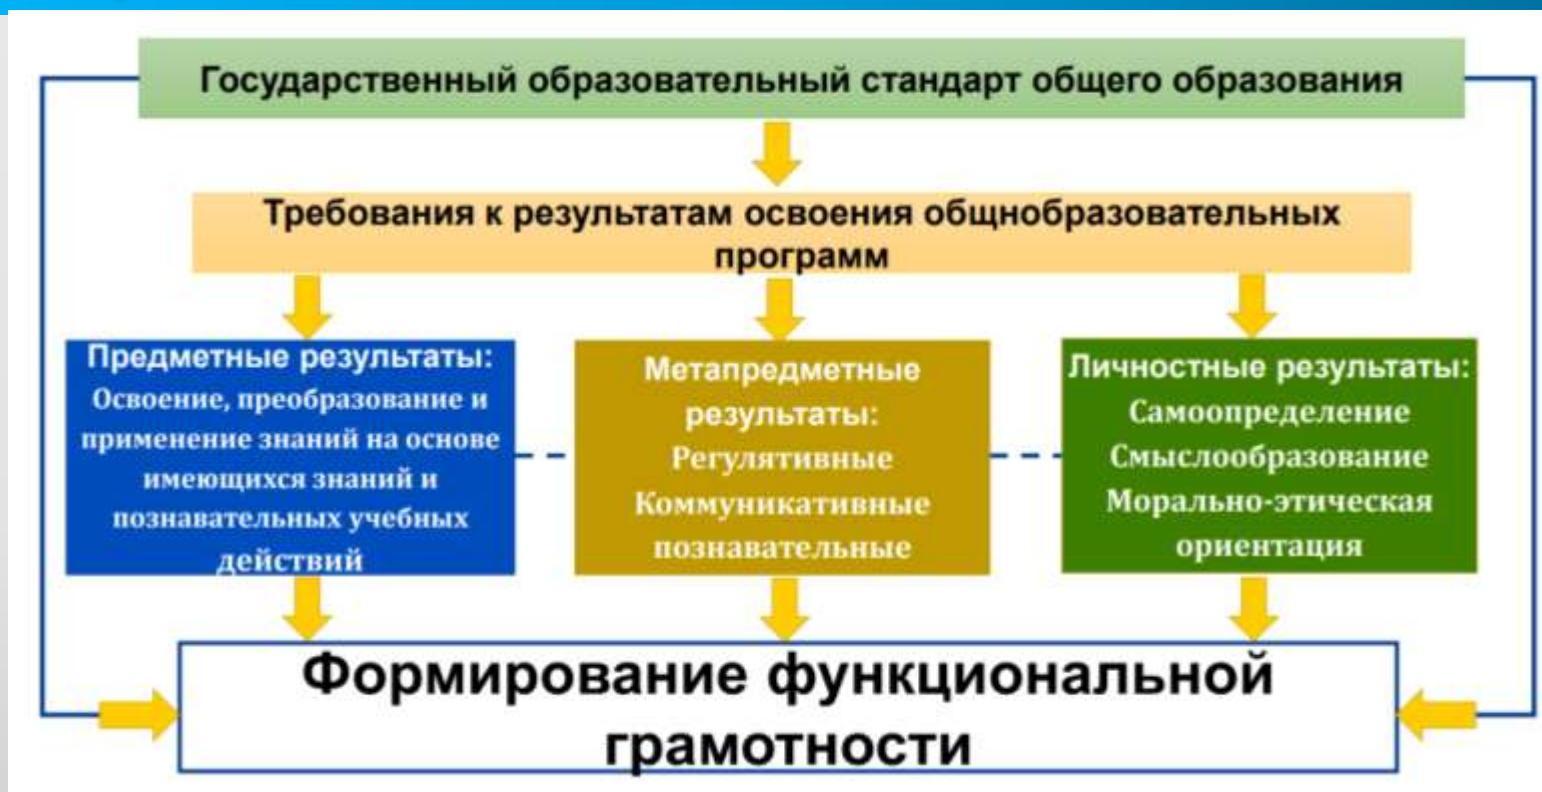 Государственный образовательный стандарт общего образования
Требования к результатам освоения общнобразовательных
программ
Предметные результаты:
Освоение, преобразование и
применение знаний на основе
имеющихся знаний и
познавательных учебных
действий
Метапредметные
результаты:
Регулятивные
Коммуникативные
познавательные
Личностные результаты:
Самоопределение
Смыслообразование
Морально-этическая
ориентация
Формирование функциональной
грамотности